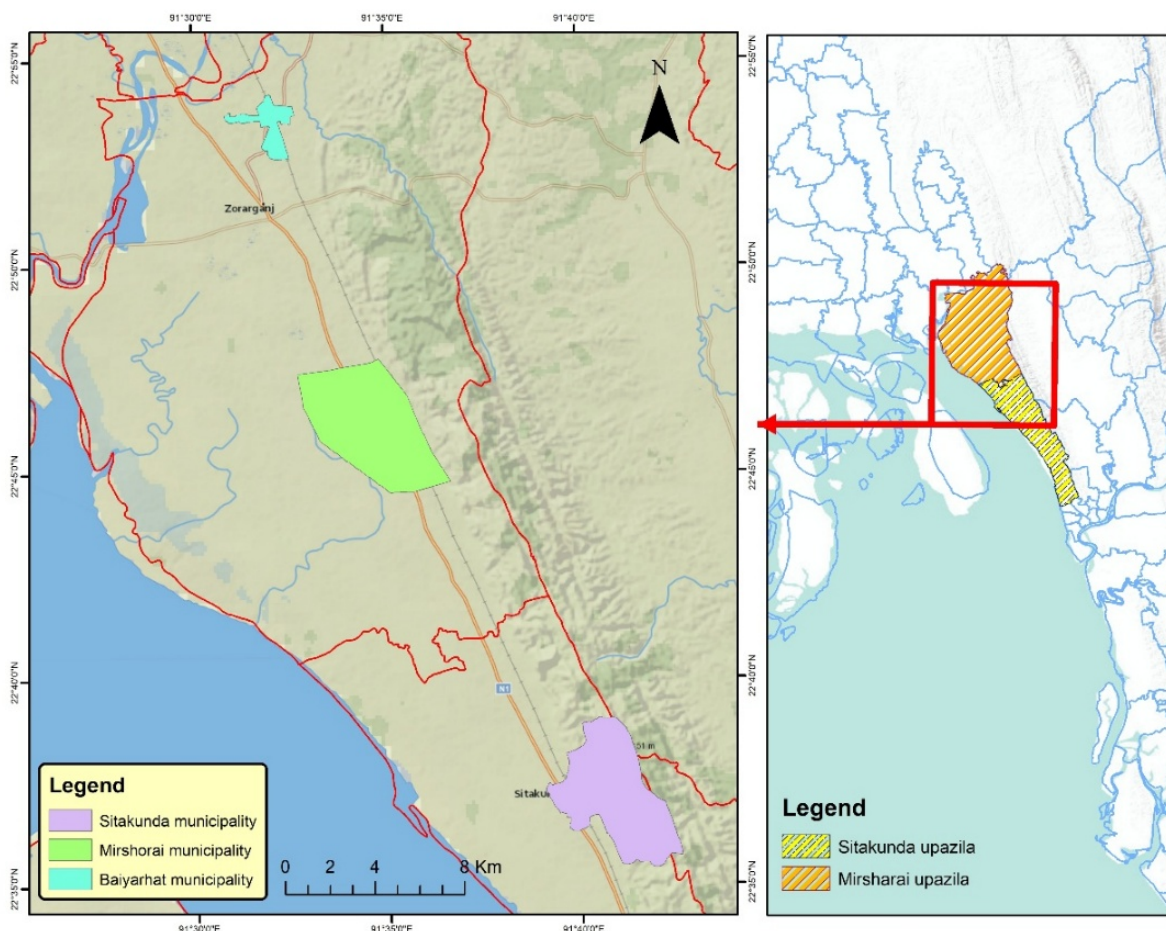 91°30'0"E
91°35'0"E
91°40'0"E
22°55'0"N
22°50'0"N
22°45'0"N
22°40'0"N
22°35'0"N
N
Zorarganj
N1
51km
Legend
Sitakunda municipality
Mirshorai municipality
Baiyarhat municipality
0 2 4 8 Km
91°30'0"E
91°35'0"E
91°40'0"E
22°55'0"N
22°50'0"N
22°45'0"N
22°40'0"N
22°35'0"N
Legend
Sitakunda upazila
Mirsharai upazila